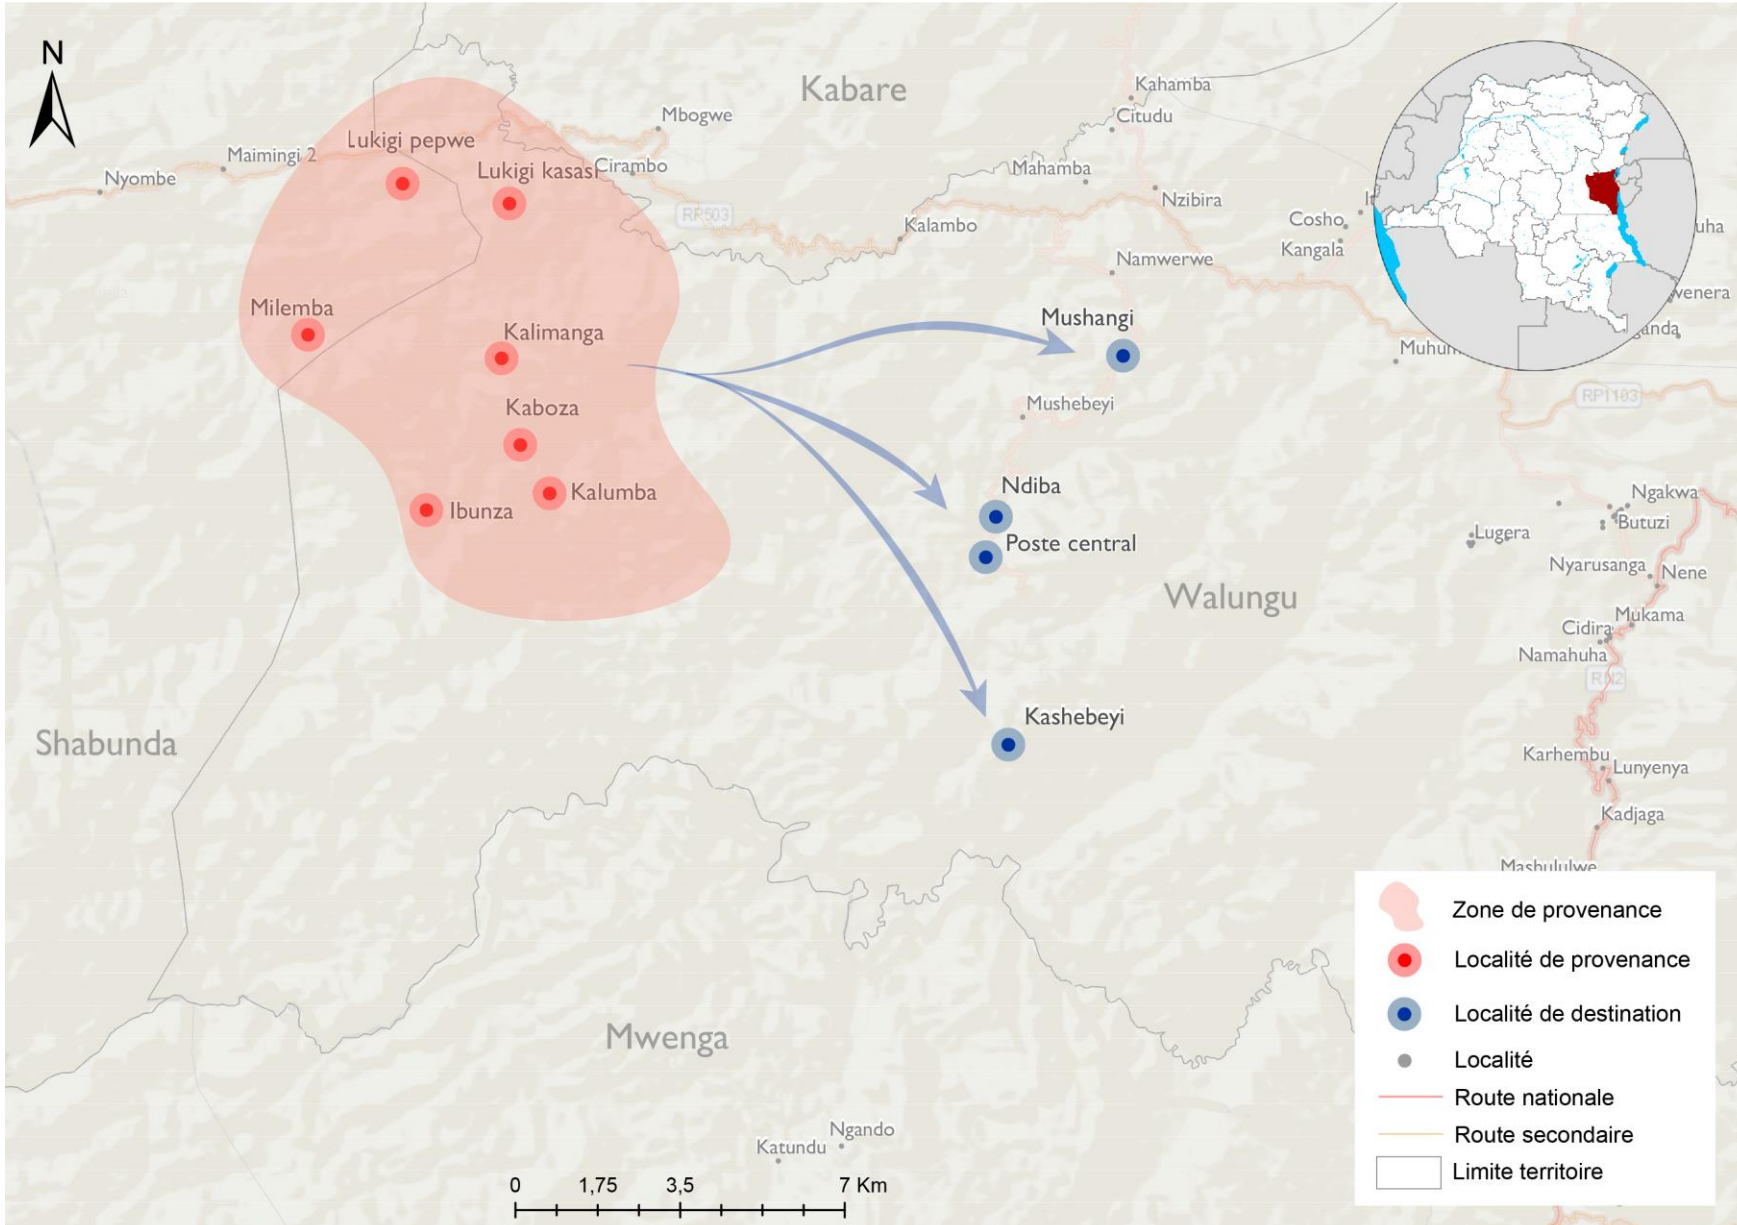 N
Kabare
Kahamba
Mbogwe
Citudu
Lukigi pepwe
Maimingi 2
Cirambo
Mahamba
Lukigi kasasi
Nyombe
Nzibira
RP503
Cosho
Kalambo
Kangala
Namwerwe
Milemba
Mushangi
Kalimanga
RP1103
Mushebeyi
Kaboza
Ndiba
Ngakwa
Kalumba
Ibunza
Butuzi
Lugera
Poste central
Nyarusanga
Nene
Walungu
Mukama
Cidira
Namahuha
RN2
Kashebeyi
Shabunda
Karhembu
Lunyenya
Kadjaga
Mashululwe
Zone de provenance
Localité de provenance
Localité de destination
Mwenga
Localité
Route nationale
Ngando
Route secondaire
Katundu
Limite territoire
0 1,75 3,5 7 Km